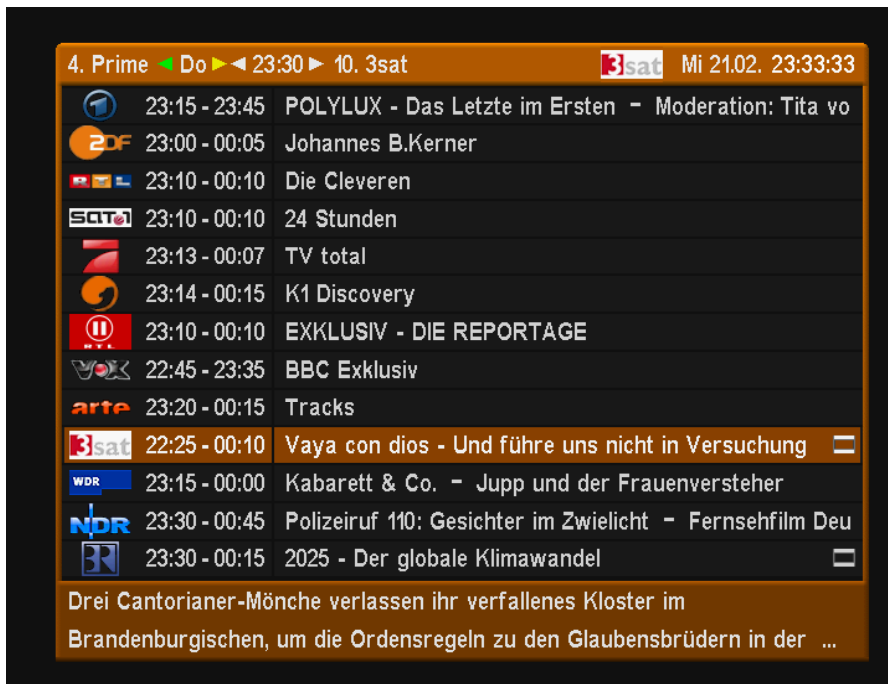 4. Prime ◄ Do ► ◄ 23:30 ► 10. 3sat 3sat Mi 21.02. 23:33:33
1 23:15 - 23:45 POLYLUX - Das Letzte im Ersten – Moderation: Tita vo
2DF 23:00 - 00:05 Johannes B.Kerner
RTL 23:10 - 00:10 Die Cleveren
SAT1 23:10 - 00:10 24 Stunden
7 23:13 - 00:07 TV total
23:14 - 00:15 K1 Discovery
II RTL 23:10 - 00:10 EXKLUSIV - DIE REPORTAGE
VOX 22:45 - 23:35 BBC Exklusiv
arte 23:20 - 00:15 Tracks
3sat 22:25 - 00:10 Vaya con dios - Und führe uns nicht in Versuchung
WDR 23:15 - 00:00 Kabarett & Co. – Jupp und der Frauenversteher
NDR 23:30 - 00:45 Polizeiruf 110: Gesichter im Zwielicht – Fernsehfilm Deu
BR 23:30 - 00:15 2025 - Der globale Klimawandel
Drei Cantorianer-Mönche verlassen ihr verfallenes Kloster im
Brandenburgischen, um die Ordensregeln zu den Glaubensbrüdern in der ...